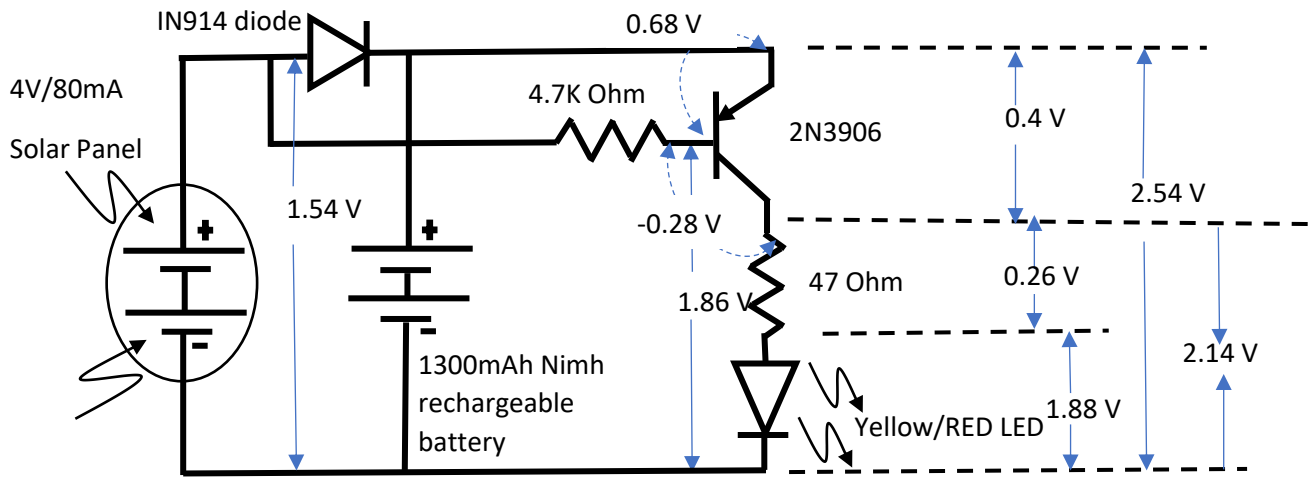 IN914 diode
0.68 V
4V/80mA
4.7K Ohm
0.4 V
2N3906
Solar Panel
2.54 V
1.54 V
+
+
-0.28 V
47 Ohm
0.26 V
1.86 V
-
-
2.14 V
1300mAh Nimh
rechargeable
battery
1.88 V
Yellow/RED LED